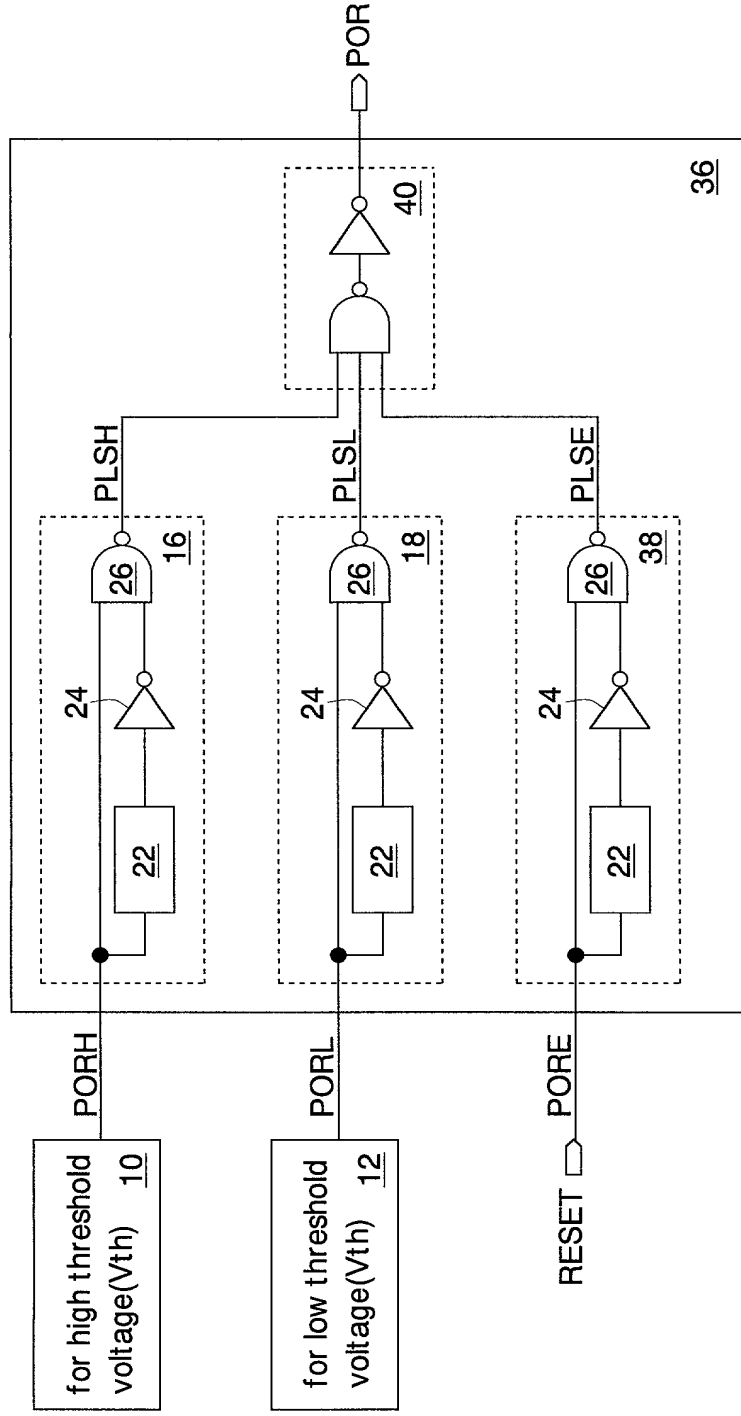 for high threshold
voltage(Vth) 10
PORH
22
24
26
16
PLSH
for low threshold
voltage(Vth) 12
PORL
22
24
26
18
PLSL
RESET
PORE
22
24
26
38
PLSE
40
POR
36